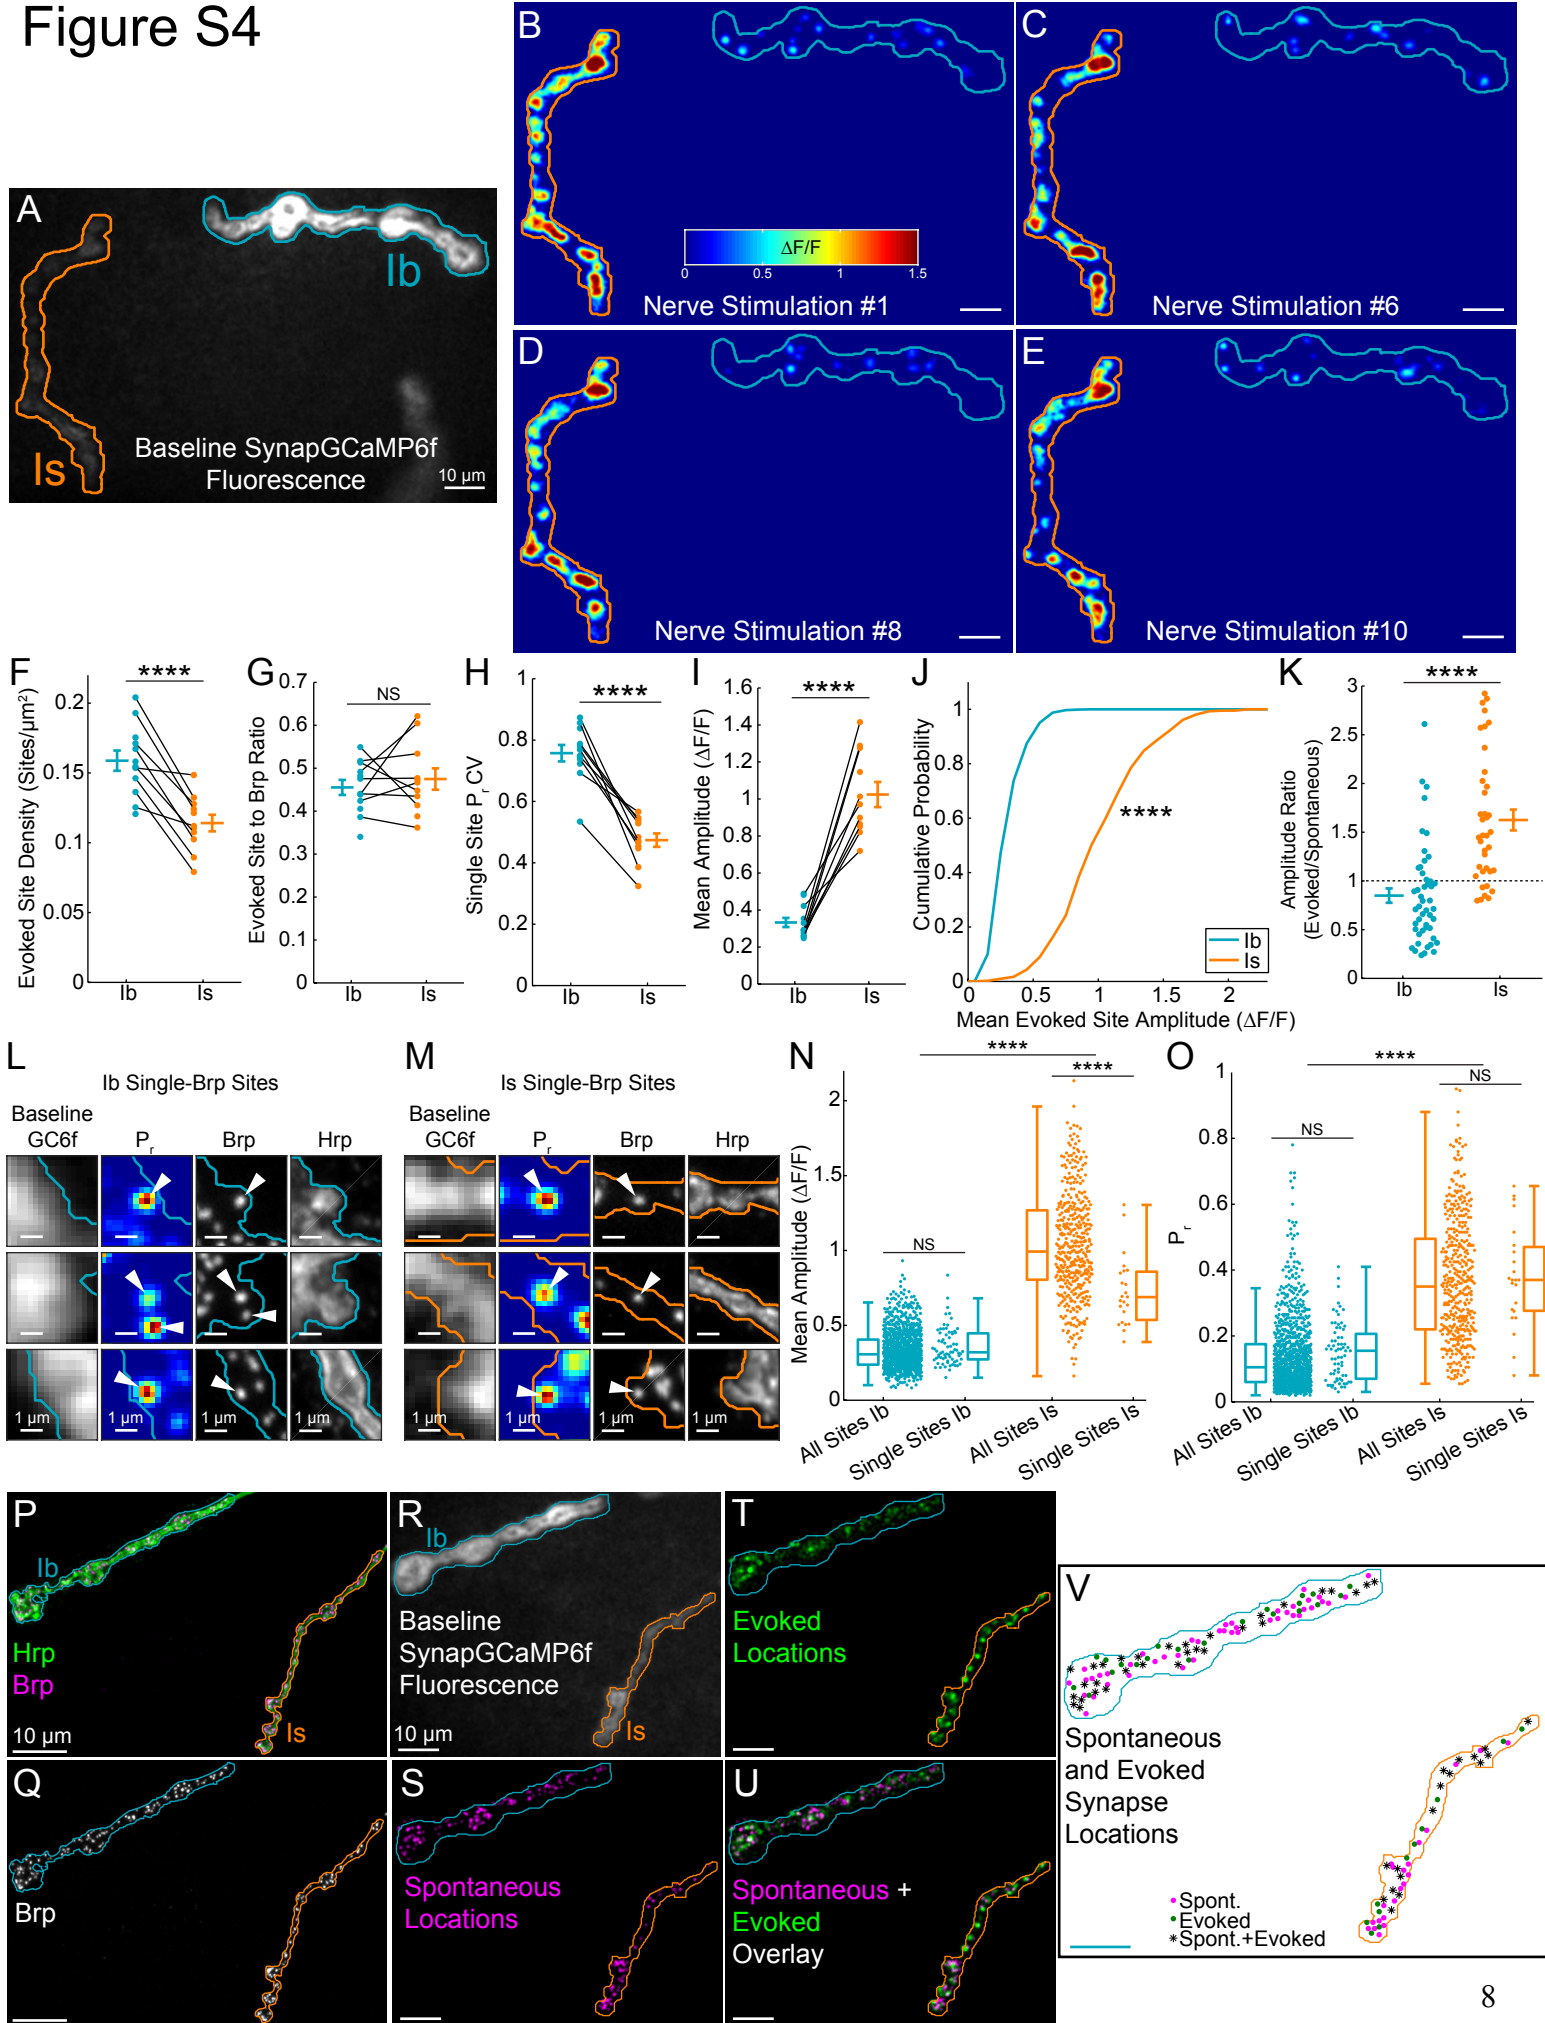 Figure S4
A
Ib
Is
Baseline SynapGCaMP6f
Fluorescence
10 µm
B
ΔF/F
0 0.5 1 1.5
Nerve Stimulation #1
C
Nerve Stimulation #6
D
Nerve Stimulation #8
E
Nerve Stimulation #10
F
****
Evoked Site Density (Sites/µm²)
0.2
0.15
0.1
0.05
0
Ib Is
G
NS
Evoked Site to Brp Ratio
0.7
0.6
0.5
0.4
0.3
0.2
0.1
0
Ib Is
H
****
Single Site Pr CV
1
0.8
0.6
0.4
0.2
0
Ib Is
I
****
Mean Amplitude (ΔF/F)
1.6
1.4
1.2
1
0.8
0.6
0.4
0.2
0
Ib Is
J
Cumulative Probability
1
0.8
0.6
0.4
0.2
0
****
Ib
Is
0 0.5 1 1.5 2
Mean Evoked Site Amplitude (ΔF/F)
K
****
Amplitude Ratio
(Evoked/Spontaneous)
3
2.5
2
1.5
1
0.5
0
Ib Is
L
Ib Single-Brp Sites
Baseline
GC6f Pr Brp Hrp
1 µm 1 µm 1 µm 1 µm
M
Is Single-Brp Sites
Baseline
GC6f Pr Brp Hrp
1 µm 1 µm 1 µm 1 µm
N
****
****
NS
Mean Amplitude (ΔF/F)
2
1.5
1
0.5
0
All Sites Ib
Single Sites Ib
All Sites Is
Single Sites Is
O
****
NS
NS
Pr
1
0.8
0.6
0.4
0.2
0
All Sites Ib
Single Sites Ib
All Sites Is
Single Sites Is
P
Ib
Hrp
Brp
10 µm
Is
Q
Brp
R
Ib
Baseline
SynapGCaMP6f
Fluorescence
10 µm
Is
S
Spontaneous
Locations
T
Evoked
Locations
U
Spontaneous +
Evoked
Overlay
V
Spontaneous
and Evoked
Synapse
Locations
Spont.
Evoked
Spont.+Evoked
8